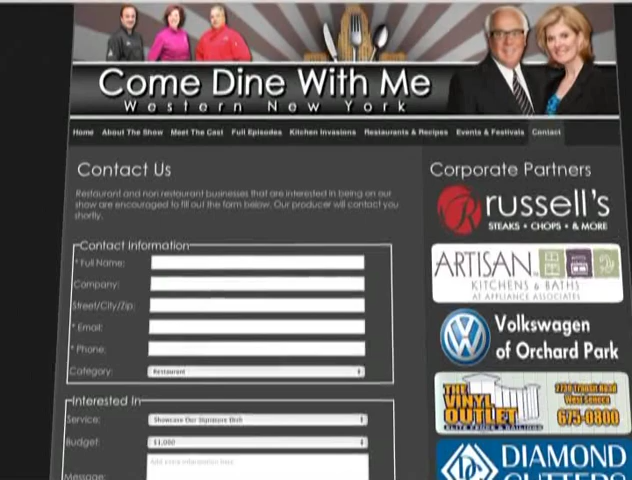 Come Dine With Me
Western New York
Home About The Show Meet The Cast Full Episodes Kitchen Invasions Restaurants & Recipes Events & Festivals Contact
Contact Us
Restaurant and non restaurant businesses that are interested in being on our
show are encouraged to fill out the form below. Our producer will contact you
shortly.
Contact Information
* Full Name:
Company:
Street/City/Zip:
* Email:
* Phone:
Category: Restaurant
Interested In
Service: Showcase Our Signature Dish
Budget: $1,000
Message:
Corporate Partners
R russell's
STEAKS • CHOPS • & MORE
ARTISAN
KITCHENS & BATHS
AT APPLIANCE ASSOCIATES
Volkswagen
of Orchard Park
THE
VINYL
OUTLET
ELITE FENCE & RAILINGS
West Seneca
675-0800
DC DIAMOND
CUTTERS